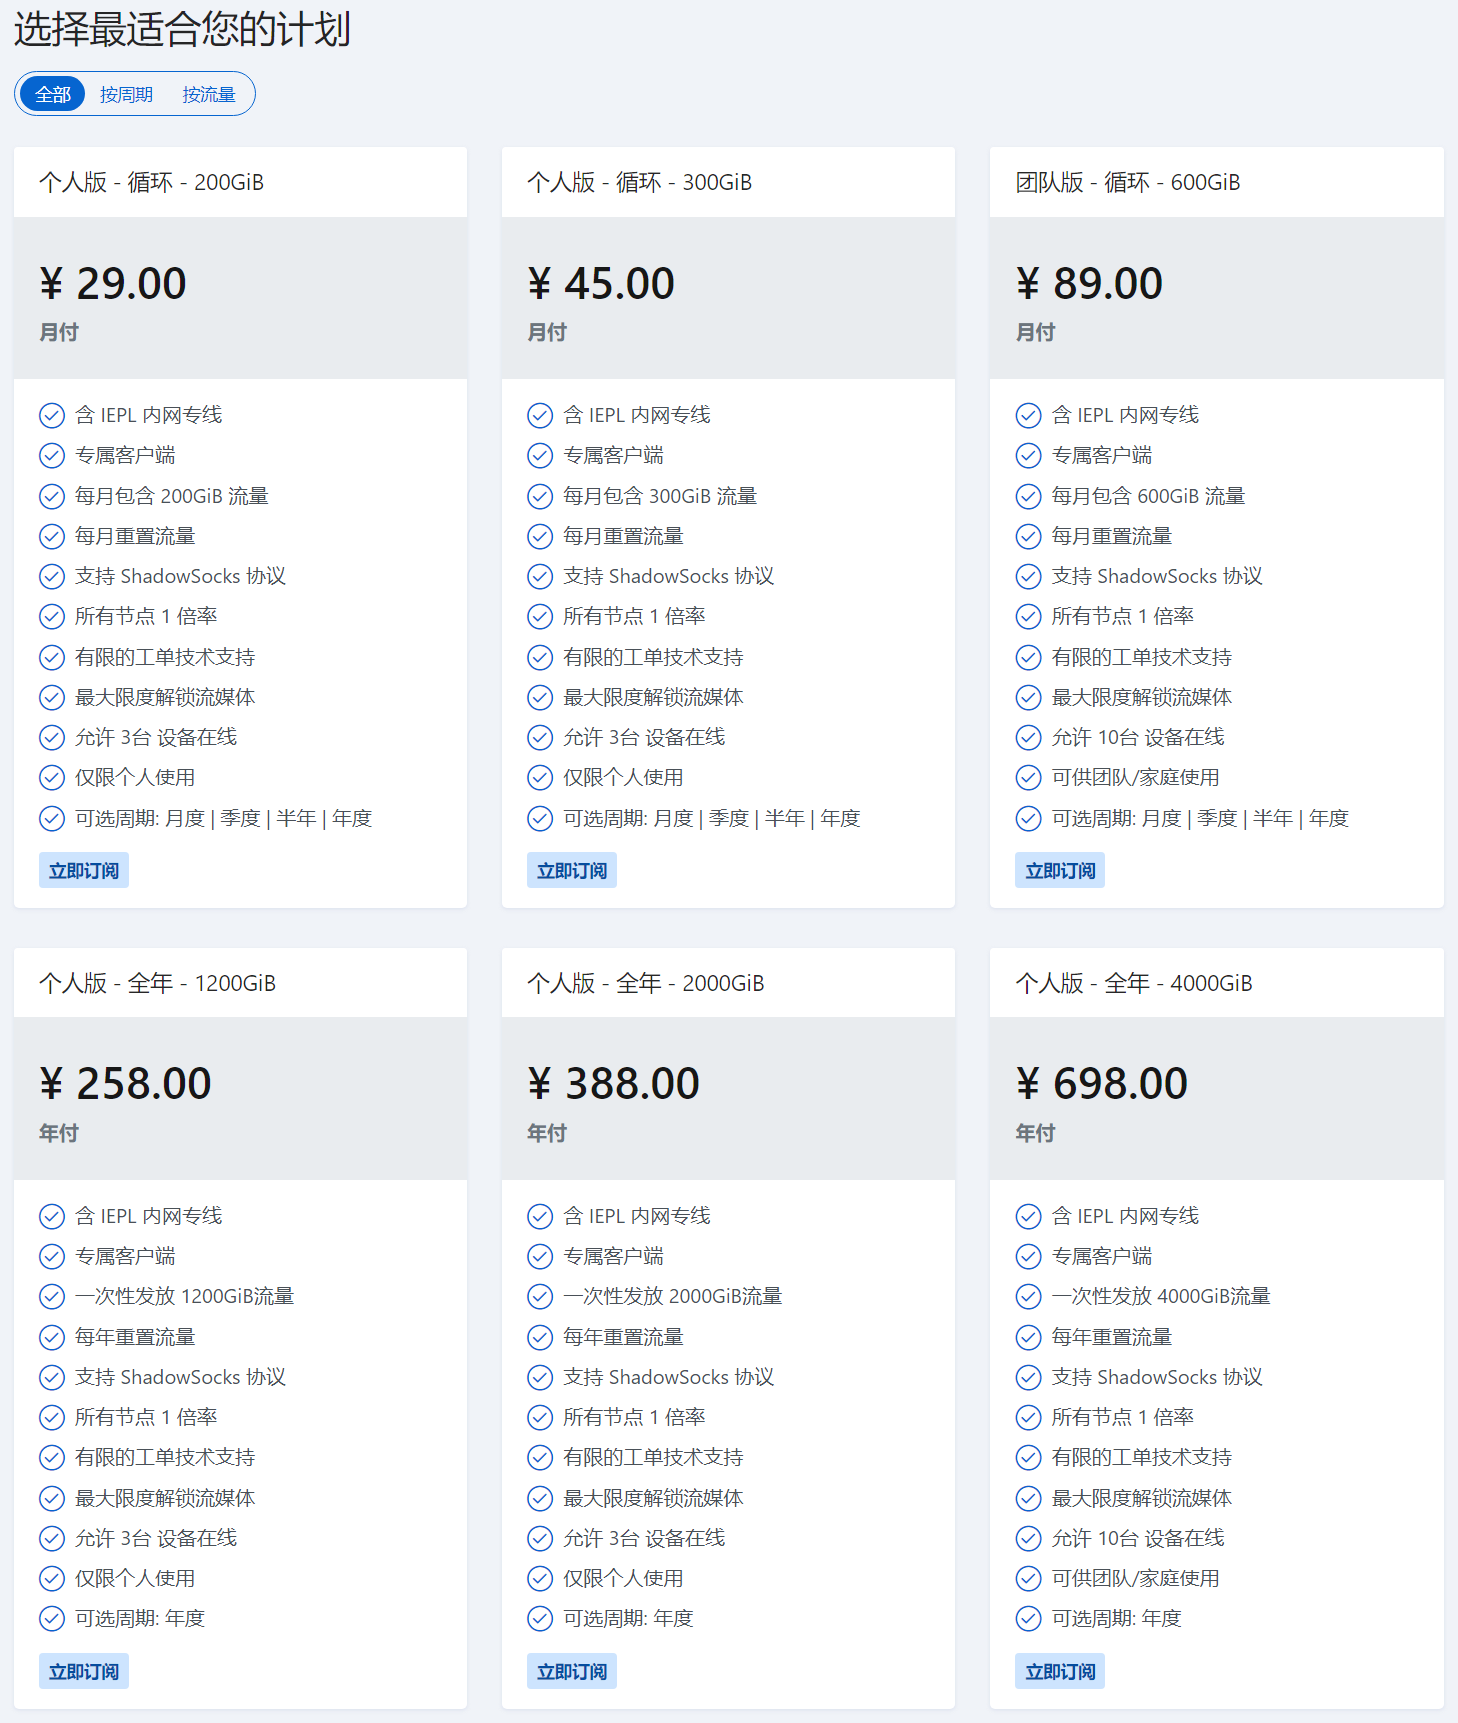 选择最适合您的计划
全部 按周期 按流量
个人版 - 循环 - 200GiB
¥ 29.00
月付
含 IEPL 内网专线
专属客户端
每月包含 200GiB 流量
每月重置流量
支持 ShadowSocks 协议
所有节点 1 倍率
有限的工单技术支持
最大限度解锁流媒体
允许 3台 设备在线
仅限个人使用
可选周期: 月度 | 季度 | 半年 | 年度
立即订阅
个人版 - 循环 - 300GiB
¥ 45.00
月付
含 IEPL 内网专线
专属客户端
每月包含 300GiB 流量
每月重置流量
支持 ShadowSocks 协议
所有节点 1 倍率
有限的工单技术支持
最大限度解锁流媒体
允许 3台 设备在线
仅限个人使用
可选周期: 月度 | 季度 | 半年 | 年度
立即订阅
团队版 - 循环 - 600GiB
¥ 89.00
月付
含 IEPL 内网专线
专属客户端
每月包含 600GiB 流量
每月重置流量
支持 ShadowSocks 协议
所有节点 1 倍率
有限的工单技术支持
最大限度解锁流媒体
允许 10台 设备在线
可供团队/家庭使用
可选周期: 月度 | 季度 | 半年 | 年度
立即订阅
个人版 - 全年 - 1200GiB
¥ 258.00
年付
含 IEPL 内网专线
专属客户端
一次性发放 1200GiB流量
每年重置流量
支持 ShadowSocks 协议
所有节点 1 倍率
有限的工单技术支持
最大限度解锁流媒体
允许 3台 设备在线
仅限个人使用
可选周期: 年度
立即订阅
个人版 - 全年 - 2000GiB
¥ 388.00
年付
含 IEPL 内网专线
专属客户端
一次性发放 2000GiB流量
每年重置流量
支持 ShadowSocks 协议
所有节点 1 倍率
有限的工单技术支持
最大限度解锁流媒体
允许 3台 设备在线
仅限个人使用
可选周期: 年度
立即订阅
个人版 - 全年 - 4000GiB
¥ 698.00
年付
含 IEPL 内网专线
专属客户端
一次性发放 4000GiB流量
每年重置流量
支持 ShadowSocks 协议
所有节点 1 倍率
有限的工单技术支持
最大限度解锁流媒体
允许 10台 设备在线
可供团队/家庭使用
可选周期: 年度
立即订阅